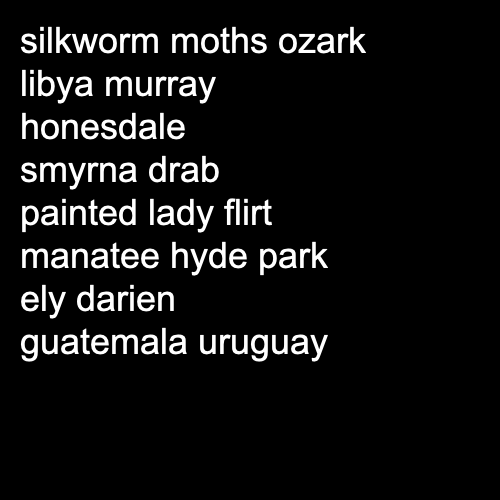 silkworm moths ozark
libya murray
honesdale
smyrna drab
painted lady flirt
manatee hyde park
ely darien
guatemala uruguay